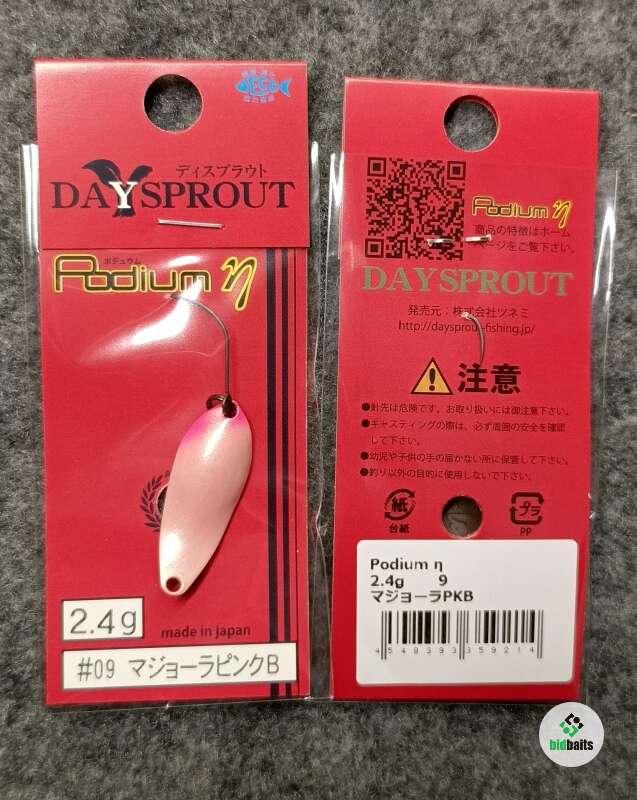 ディスプラウト
DAYSPROUT
ポデュウム
Podium η
2.4g
made in japan
#09 マジョーラピンクB
Podium η
商品の特徴はホーム
ページをご覧下さい。
DAYSPROUT
発売元：株式会社ツネミ
http://daysprout-fishing.jp/
注意
●針先は危険です。お取り扱いには御注意下さい。
●キャスティングの際は、必ず周囲の安全を確認
して下さい。
●幼児や子供の手の届かない所に保管して下さい。
●釣り以外の目的に使用しないで下さい。
紙
台紙
プラ
PP
Podium η
2.4g 9
マジョーラPKB
4548393359214
bidbaits